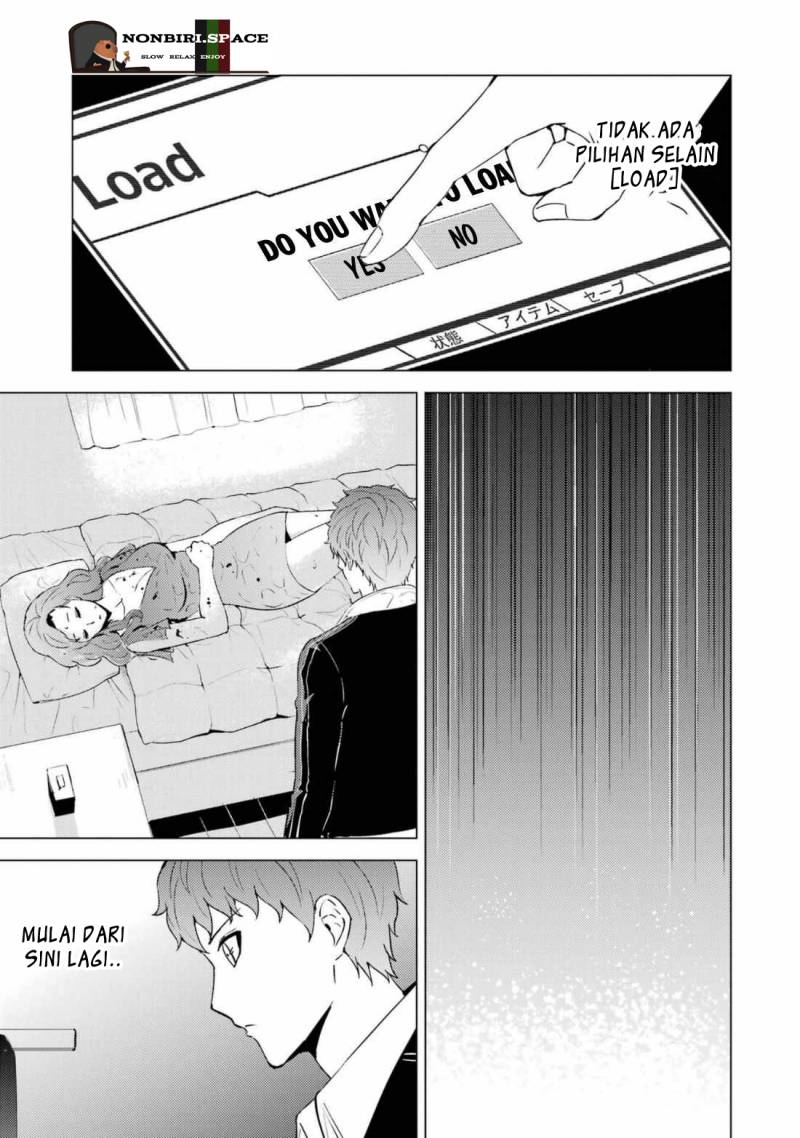 NONBIRI.SPACE
SLOW RELAX ENJOY
Load
TIDAK ADA
PILIHAN SELAIN
[LOAD]
DO YOU WA TO LOA
YES
NO
状態
アイテム
セーブ
MULAI DARI
SINI LAGI..